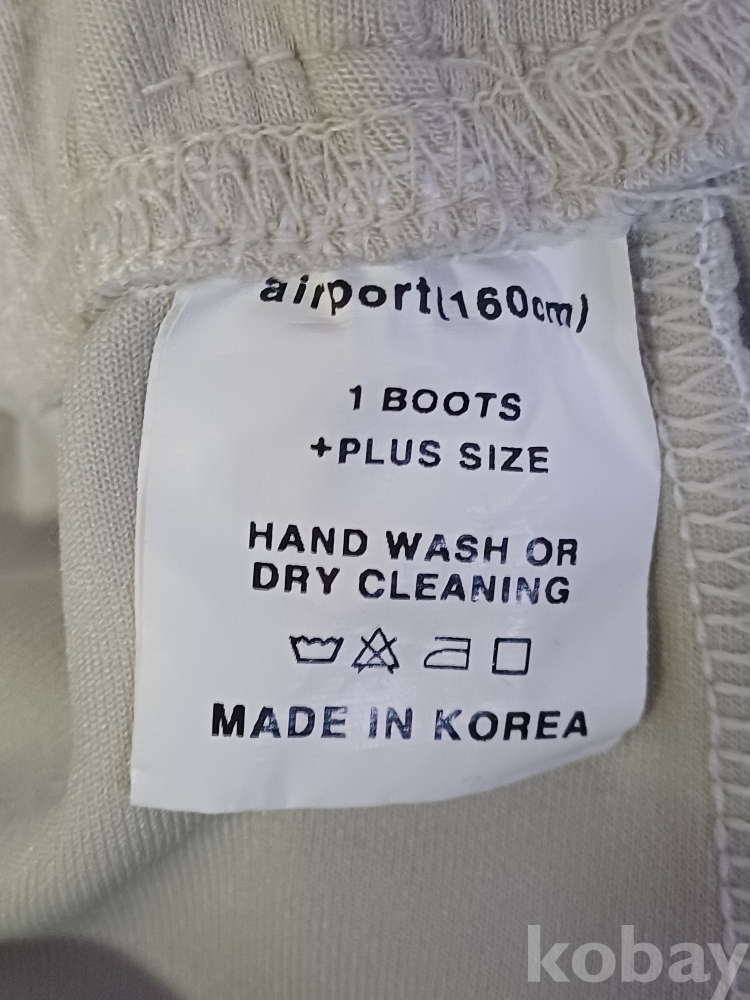 airport(160cm)
1 BOOTS
+PLUS SIZE
HAND WASH OR
DRY CLEANING
MADE IN KOREA
kobay